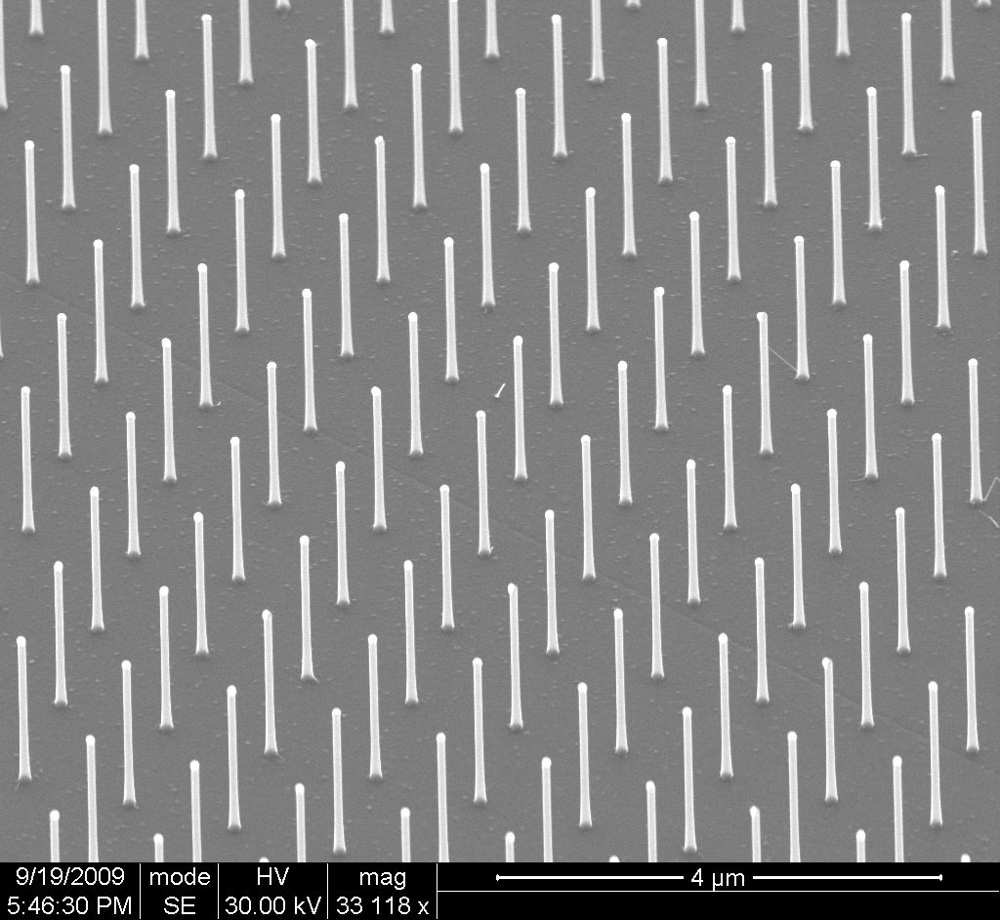 9/19/2009 mode HV mag 4 µm
5:46:30 PM SE 30.00 kV 33 118 x